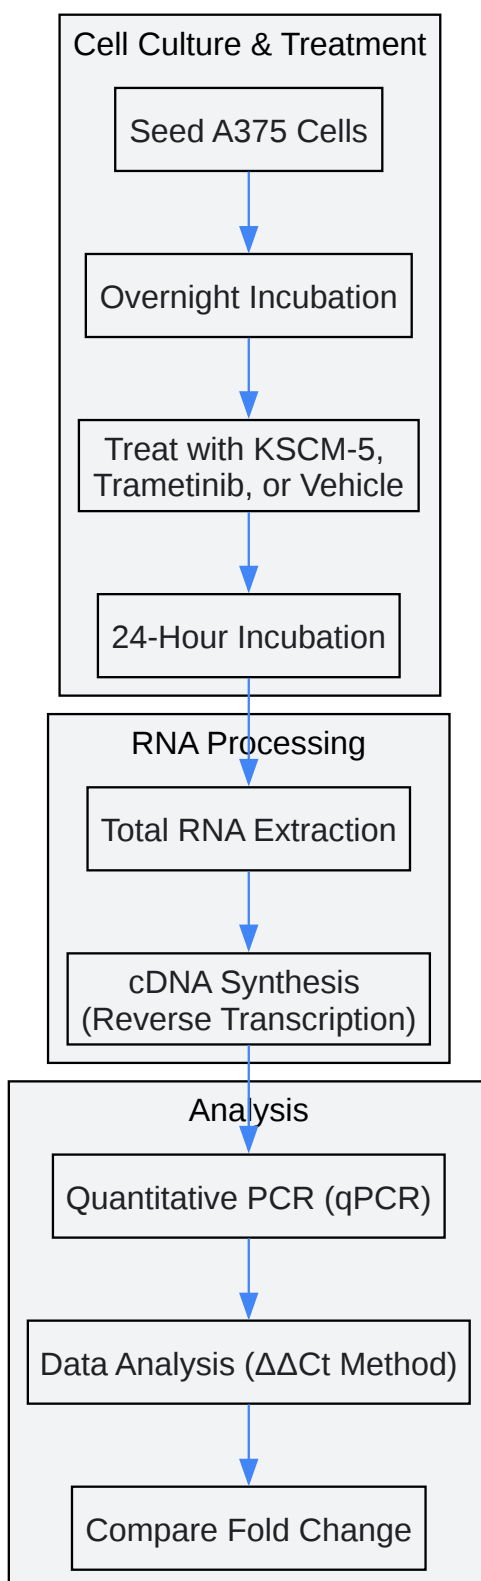 Cell Culture & Treatment
Seed A375 Cells
Overnight Incubation
Treat with KSCM-5,
Trametinib, or Vehicle
24-Hour Incubation
RNA Processing
Total RNA Extraction
cDNA Synthesis
(Reverse Transcription)
Analysis
Quantitative PCR (qPCR)
Data Analysis (ΔΔCt Method)
Compare Fold Change